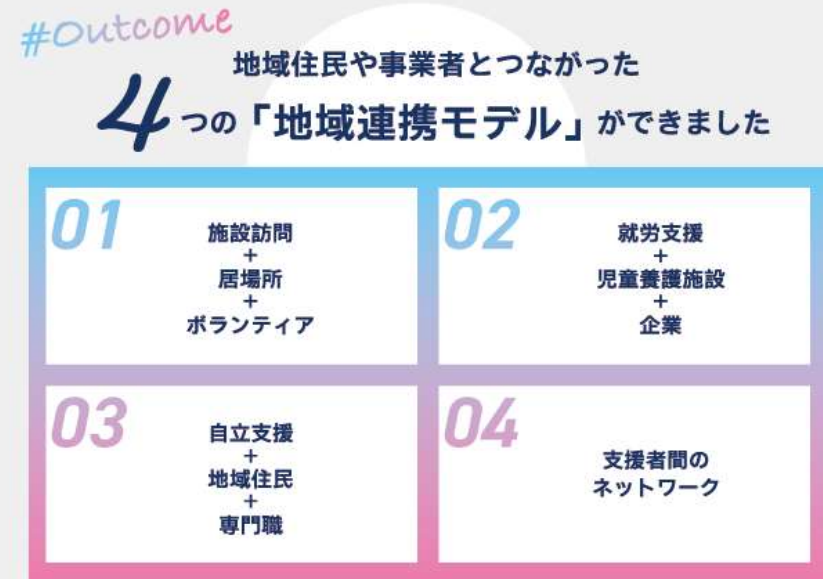 #Outcome
地域住民や事業者とつながった
4つの「地域連携モデル」ができました
01
施設訪問
+
居場所
+
ボランティア
02
就労支援
+
児童養護施設
+
企業
03
自立支援
+
地域住民
+
専門職
04
支援者間の
ネットワーク